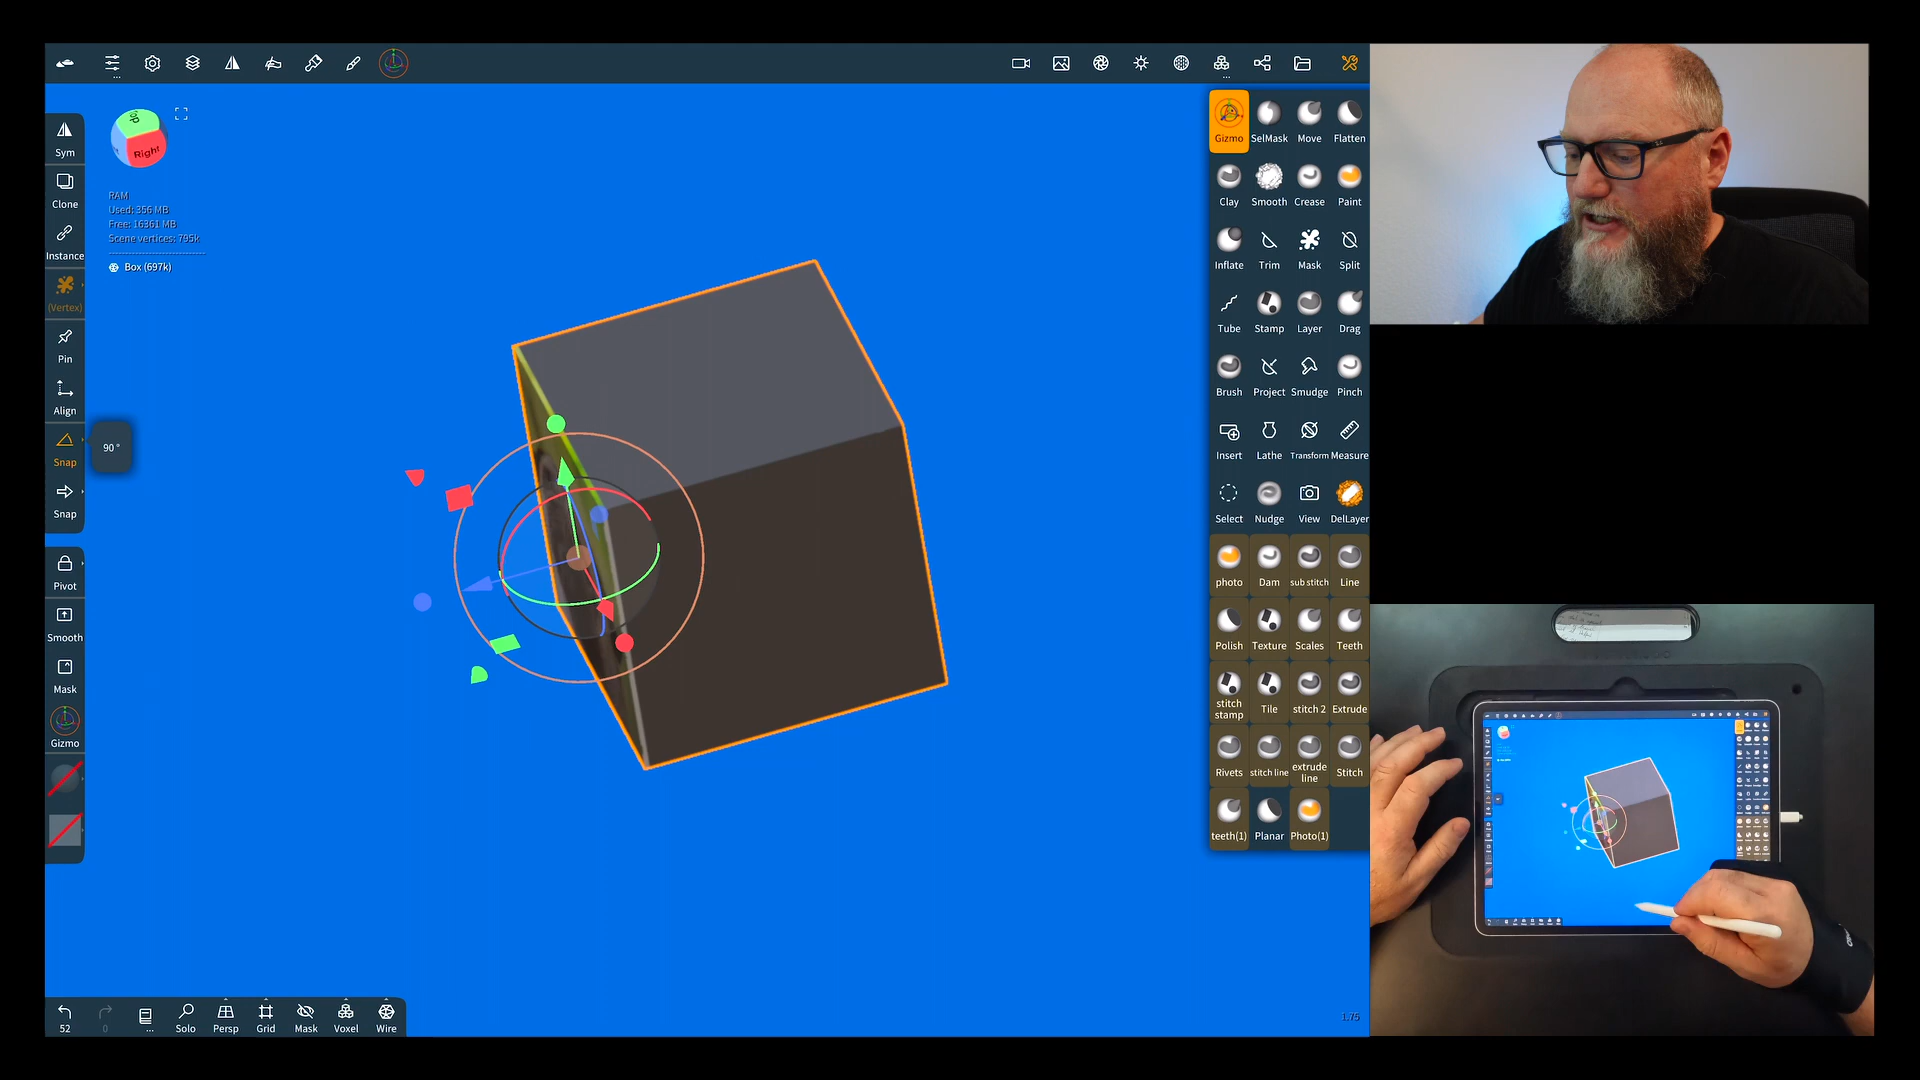 ...
Right
RAM
Used: 356 MB
Free: 16361 MB
Scene vertices: 795k
Box (697k)
Sym
Clone
Instance
(Vertex)
Pin
Align
Snap
90 °
Snap
Pivot
Smooth
Mask
Gizmo
Gizmo SelMask Move Flatten
Clay Smooth Crease Paint
Inflate Trim Mask Split
Tube Stamp Layer Drag
Brush Project Smudge Pinch
Insert Lathe Transform Measure
Select Nudge View DelLayer
photo Dam sub stitch Line
Polish Texture Scales Teeth
stitch stamp Tile stitch 2 Extrude
Rivets stitch line extrude line Stitch
teeth(1) Planar Photo(1)
52 0 ... Solo Persp Grid Mask Voxel Wire
1.75